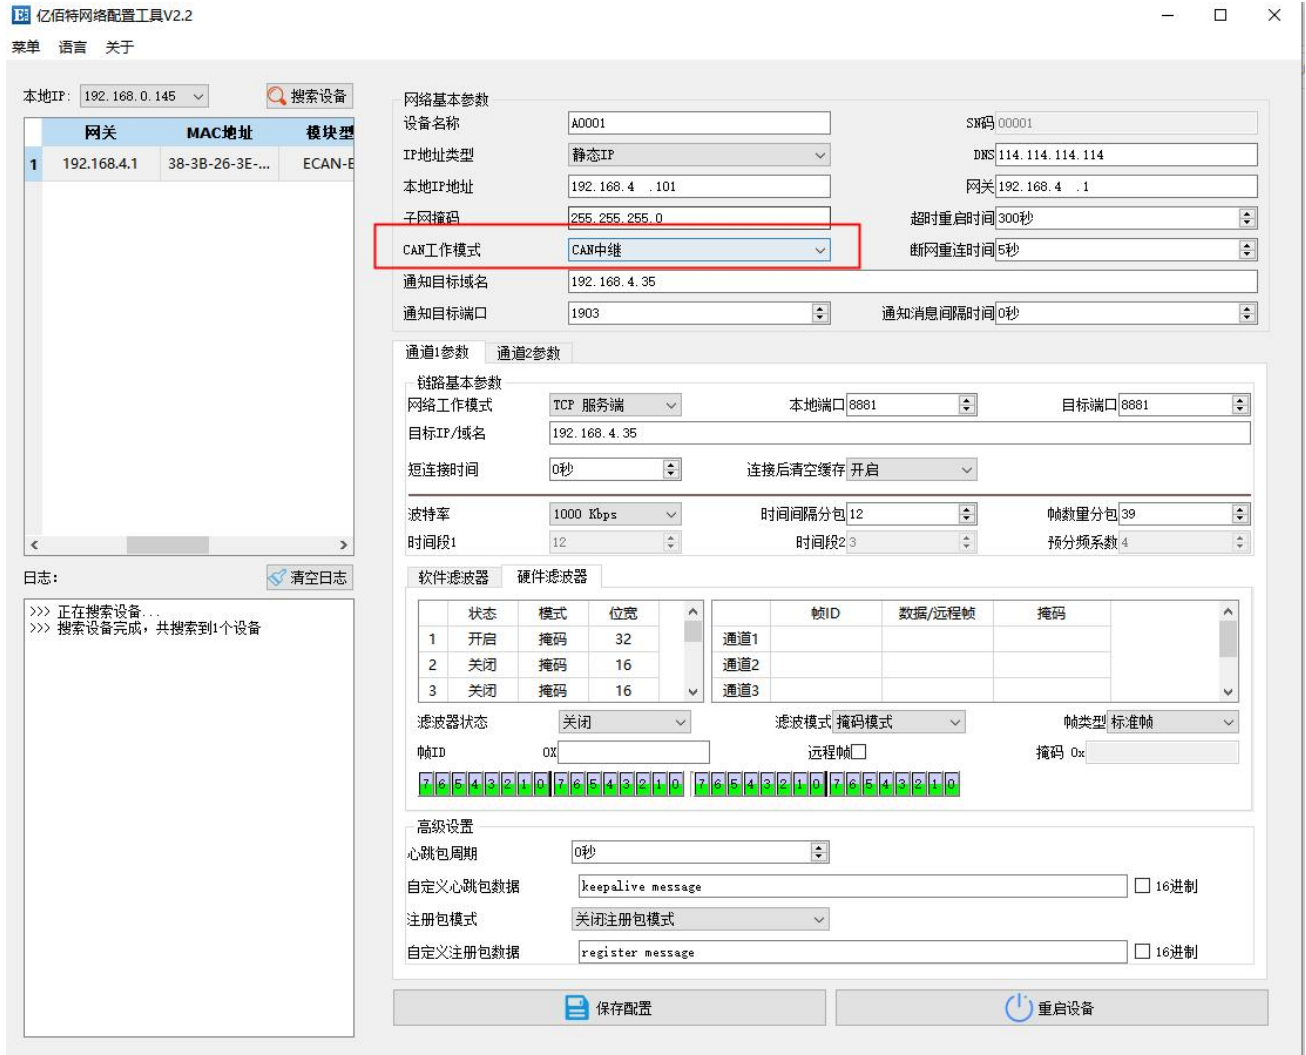 亿佰特网络配置工具V2.2
菜单 语言 关于
本地IP: 192.168.0.145 搜索设备
网关 MAC地址 模块型
1 192.168.4.1 38-3B-26-3E-... ECAN-E
日志: 清空日志
>>> 正在搜索设备...
>>> 搜索设备完成，共搜索到1个设备
网络基本参数
设备名称 A0001 SN码 00001
IP地址类型 静态IP DNS 114.114.114.114
本地IP地址 192.168.4 .101 网关 192.168.4 .1
子网掩码 255.255.255.0 超时重启时间 300秒
CAN工作模式 CAN中继 断网重连时间 5秒
通知目标域名 192.168.4.35
通知目标端口 1903 通知消息间隔时间 0秒
通道1参数 通道2参数
链路基本参数
网络工作模式 TCP 服务端 本地端口 8881 目标端口 8881
目标IP/域名 192.168.4.35
短连接时间 0秒 连接后清空缓存 开启
波特率 1000 Kbps 时间间隔分包 12 帧数量分包 39
时间段1 12 时间段2 3 预分频系数 4
软件滤波器 硬件滤波器
状态 模式 位宽 帧ID 数据/远程帧 掩码
1 开启 掩码 32 通道1
2 关闭 掩码 16 通道2
3 关闭 掩码 16 通道3
滤波器状态 关闭 滤波模式 掩码模式 帧类型 标准帧
帧ID 0X 远程帧 掩码 0x
7 6 5 4 3 2 1 0 7 6 5 4 3 2 1 0 7 6 5 4 3 2 1 0 7 6 5 4 3 2 1 0
高级设置
心跳包周期 0秒
自定义心跳包数据 keepalive message 16进制
注册包模式 关闭注册包模式
自定义注册包数据 register message 16进制
保存配置 重启设备